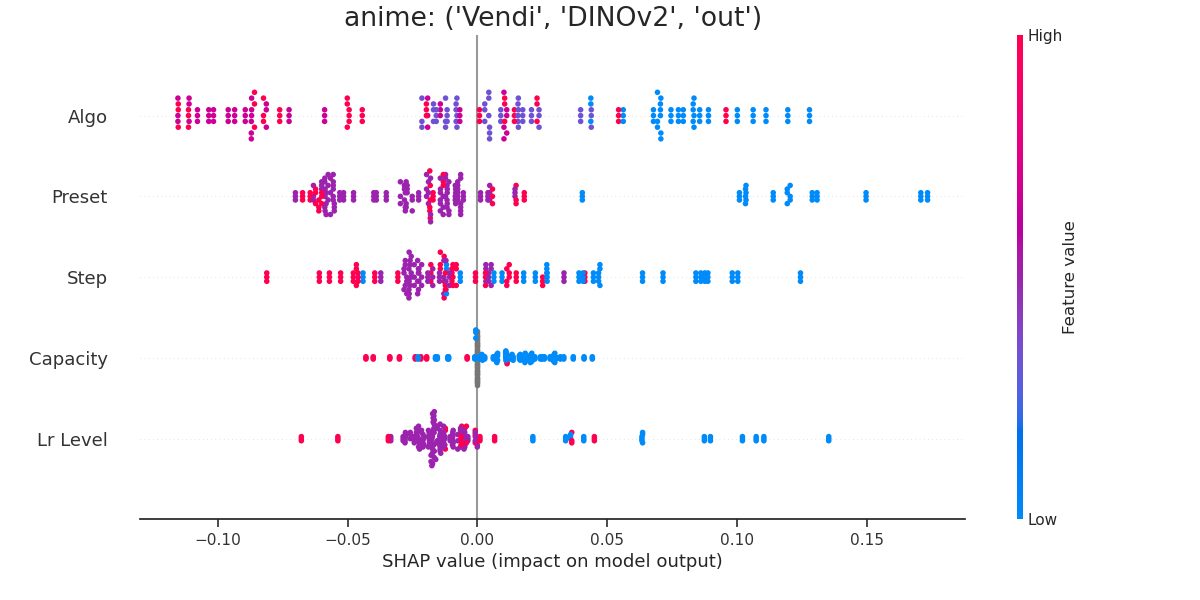 anime: ('Vendi', 'DINOv2', 'out')
High
Algo
Preset
Step
Capacity
Lr Level
Feature value
Low
−0.10
−0.05
0.00
0.05
0.10
0.15
SHAP value (impact on model output)